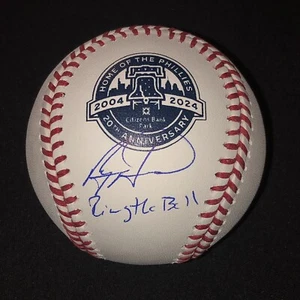 HOME OF THE PHILLIES
2004 2024
Citizens Bank
Park
20TH ANNIVERSARY
Ring the Bell